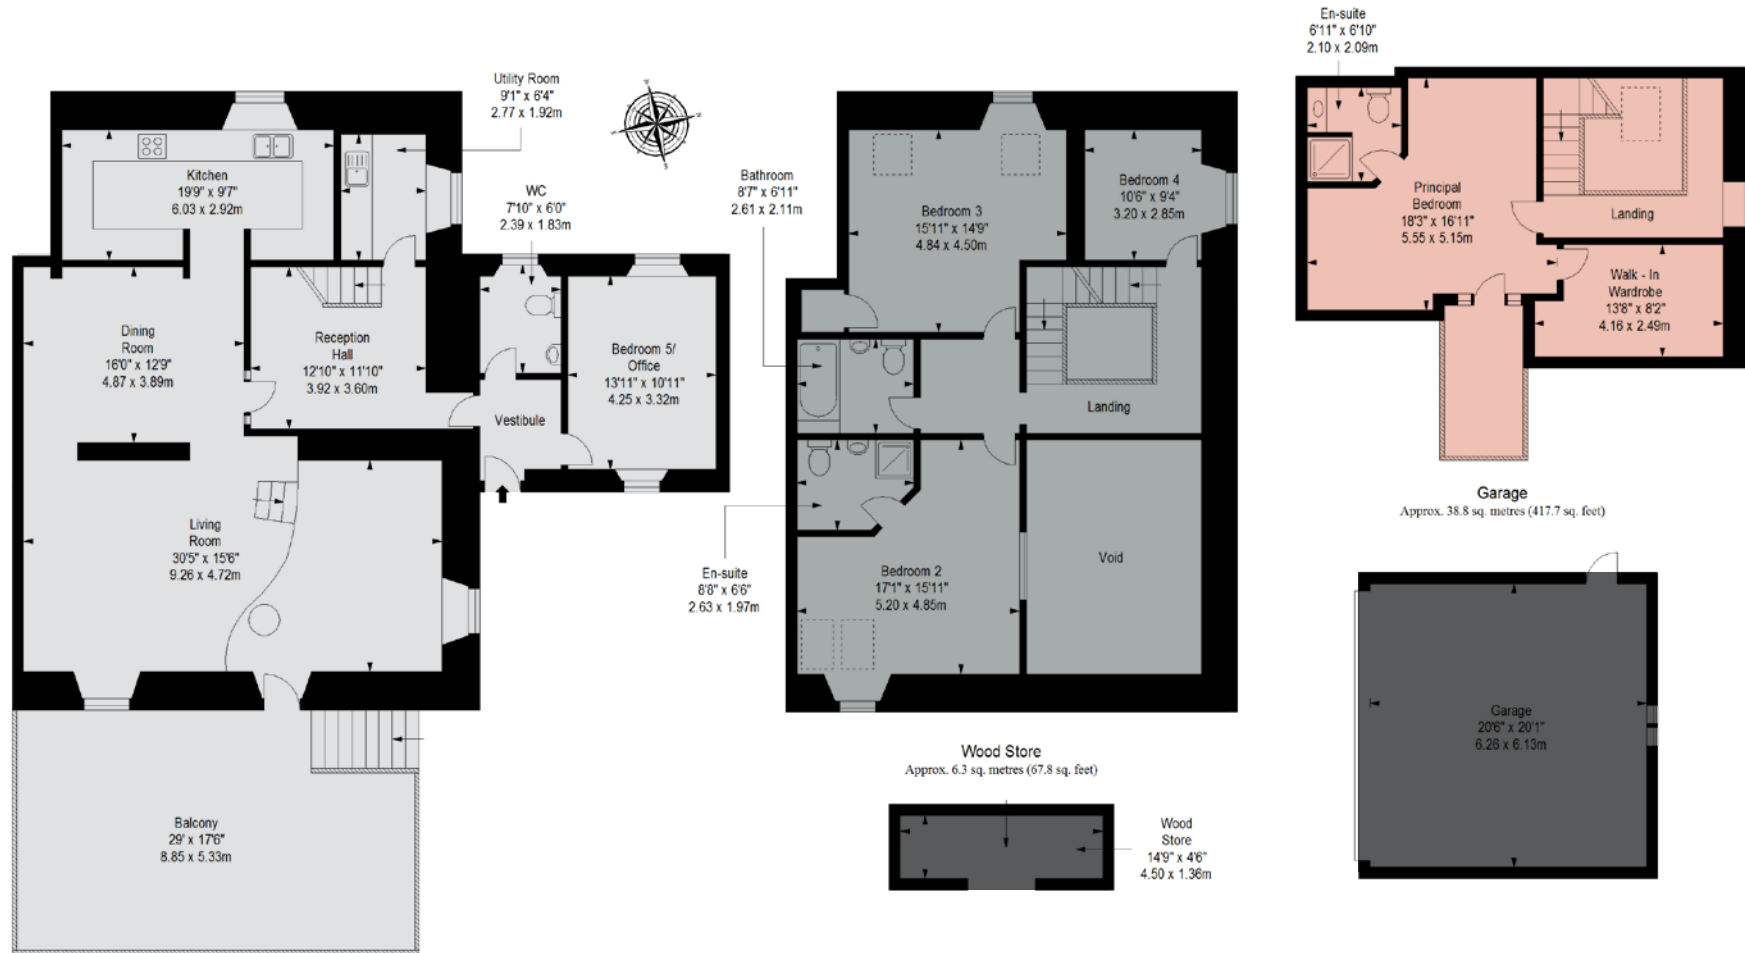 Utility Room
9'1" x 6'4"
2.77 x 1.92m
Kitchen
19'9" x 9'7"
6.03 x 2.92m
WC
7'10" x 6'0"
2.39 x 1.83m
Dining
Room
16'0" x 12'9"
4.87 x 3.89m
Reception
Hall
12'10" x 11'10"
3.92 x 3.60m
Bedroom 5/
Office
13'11" x 10'11"
4.25 x 3.32m
Vestibule
Living
Room
30'5" x 15'6"
9.26 x 4.72m
Balcony
29' x 17'6"
8.85 x 5.33m
Bathroom
8'7" x 6'11"
2.61 x 2.11m
Bedroom 3
15'11" x 14'9"
4.84 x 4.50m
Bedroom 4
10'6" x 9'4"
3.20 x 2.85m
Landing
En-suite
8'8" x 6'6"
2.63 x 1.97m
Bedroom 2
17'1" x 15'11"
5.20 x 4.85m
Void
Wood Store
Approx. 6.3 sq. metres (67.8 sq. feet)
Wood
Store
14'9" x 4'6"
4.50 x 1.36m
En-suite
6'11" x 6'10"
2.10 x 2.09m
Principal
Bedroom
18'3" x 16'11"
5.55 x 5.15m
Landing
Walk - In
Wardrobe
13'8" x 8'2"
4.16 x 2.49m
Garage
Approx. 38.8 sq. metres (417.7 sq. feet)
Garage
20'6" x 20'1"
6.26 x 6.13m